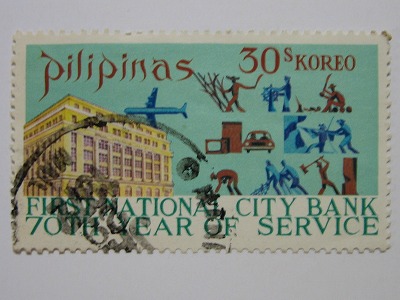 pilipinas
30s KOREO
FIRST NATIONAL CITY BANK
70TH YEAR OF SERVICE